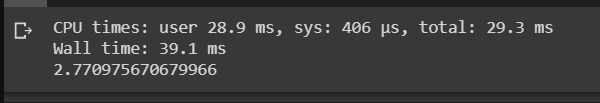 CPU times: user 28.9 ms, sys: 406 µs, total: 29.3 ms
Wall time: 39.1 ms
2.770975670679966